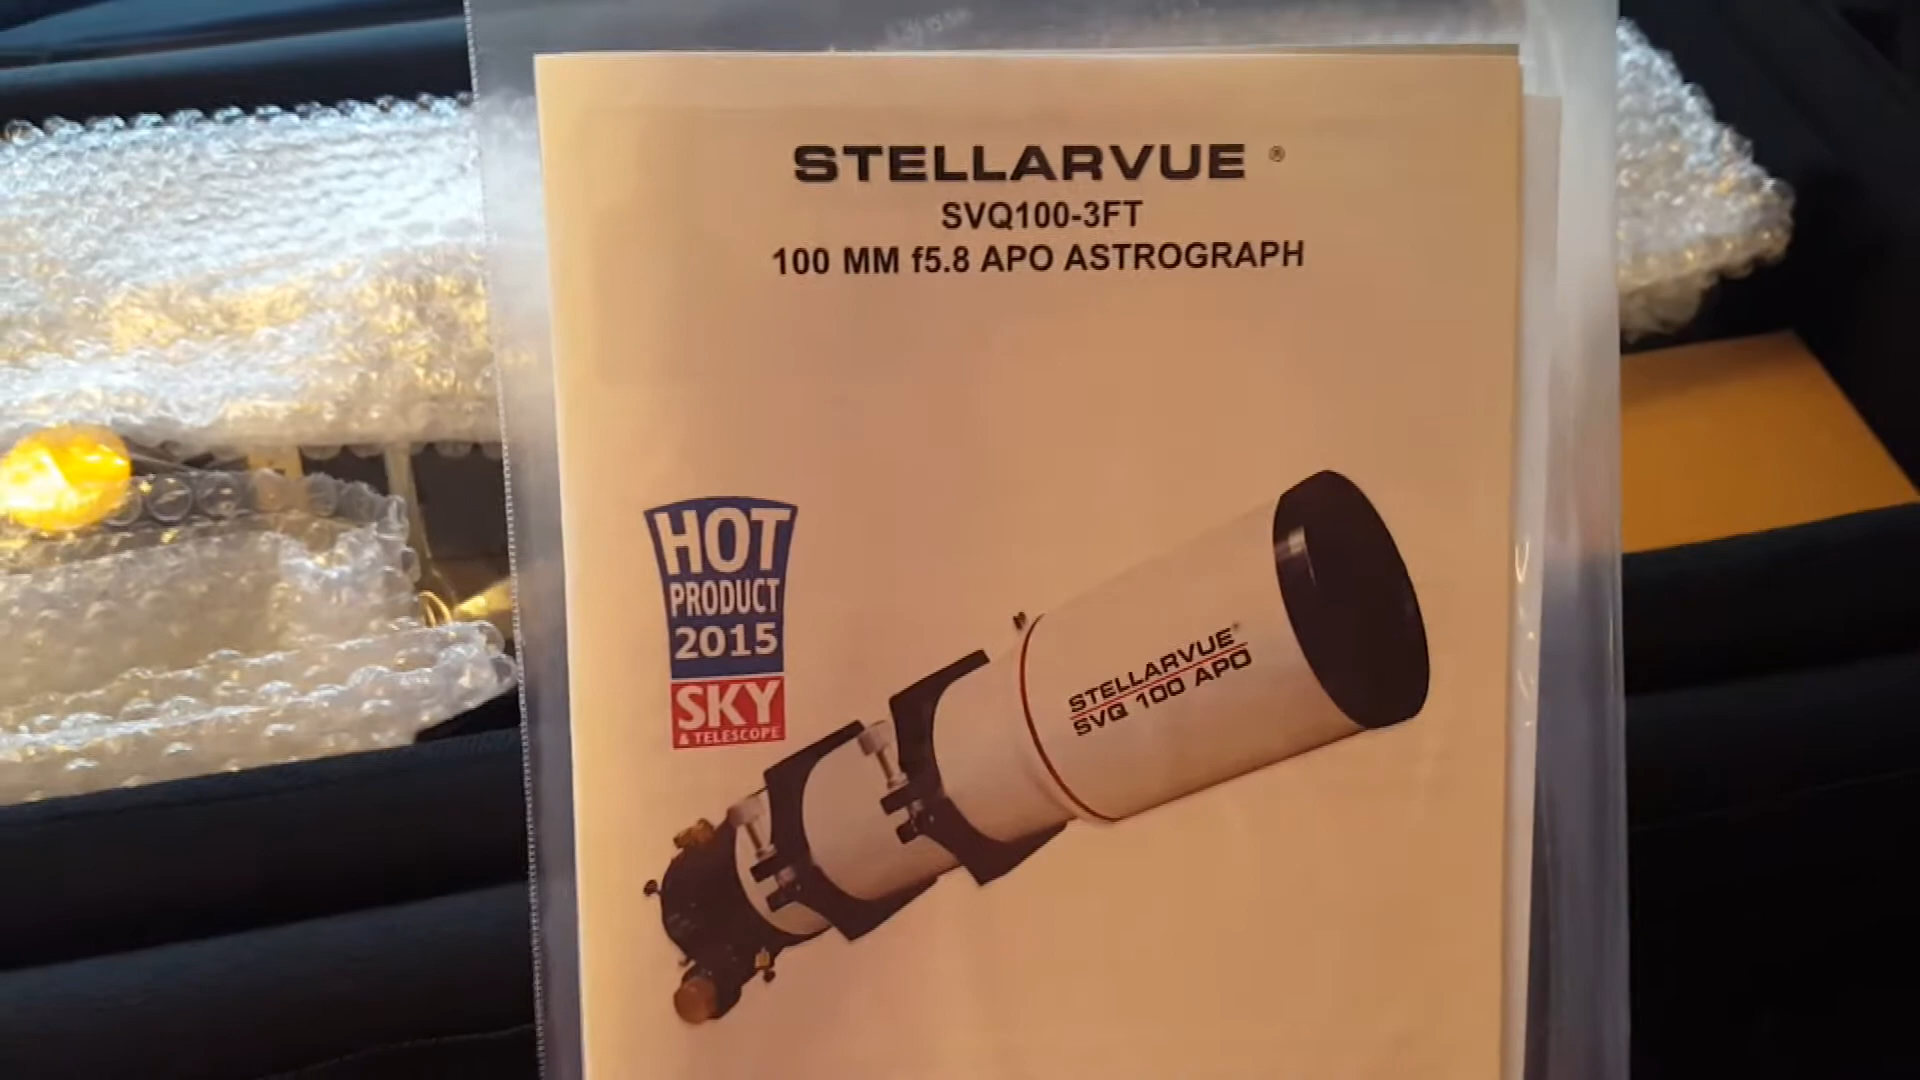 STELLARVUE ®
SVQ100-3FT
100 MM f5.8 APO ASTROGRAPH
HOT
PRODUCT
2015
SKY
& TELESCOPE
STELLARVUE®
SVQ 100 APO